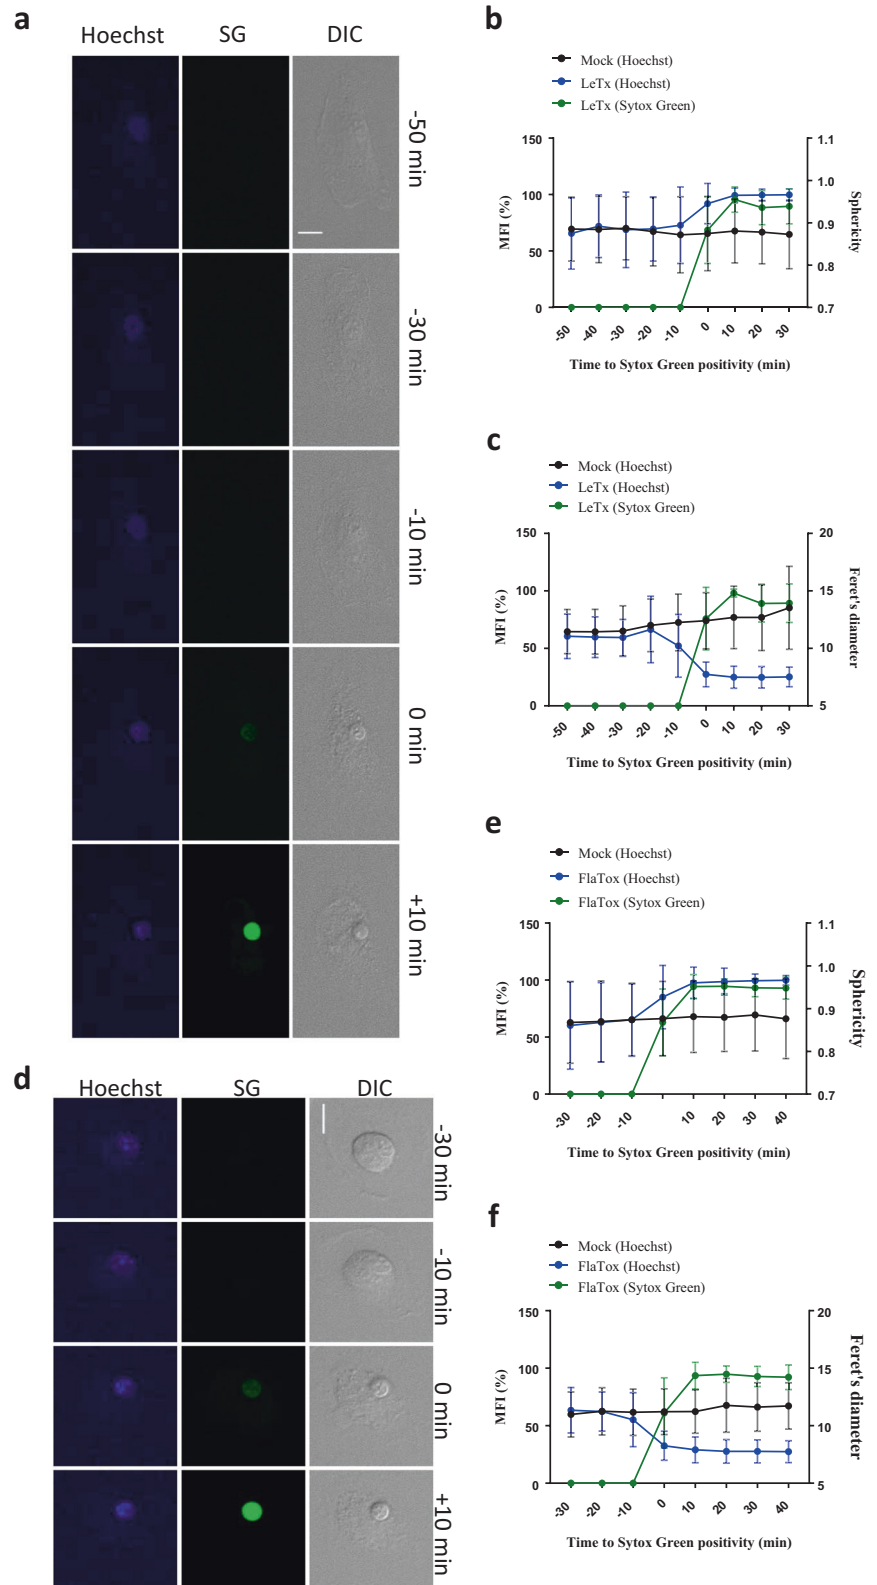 a
Hoechst SG DIC
-50 min
-30 min
-10 min
0 min
+10 min
b
Mock (Hoechst)
LeTx (Hoechst)
LeTx (Sytox Green)
150
100
50
0
MFI (%)
1.1
1.0
0.9
0.8
0.7
Sphericity
-50 -40 -30 -20 -10 0 10 20 30
Time to Sytox Green positivity (min)
c
Mock (Hoechst)
LeTx (Hoechst)
LeTx (Sytox Green)
150
100
50
0
MFI (%)
20
15
10
5
Feret's diameter
-50 -40 -30 -20 -10 0 10 20 30
Time to Sytox Green positivity (min)
d
Hoechst SG DIC
-30 min
-10 min
0 min
+10 min
e
Mock (Hoechst)
FlaTox (Hoechst)
FlaTox (Sytox Green)
150
100
50
0
MFI (%)
1.1
1.0
0.9
0.8
0.7
Sphericity
-30 -20 -10 10 20 30 40
Time to Sytox Green positivity (min)
f
Mock (Hoechst)
FlaTox (Hoechst)
FlaTox (Sytox Green)
150
100
50
0
MFI (%)
20
15
10
5
Feret's diameter
-30 -20 -10 0 10 20 30 40
Time to Sytox Green positivity (min)